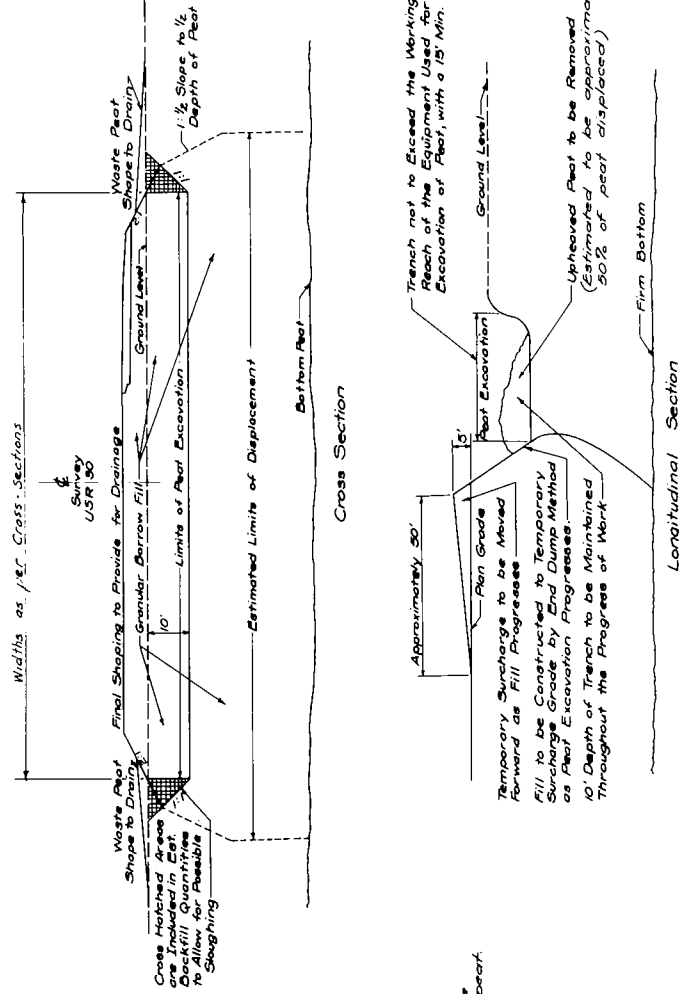 Widths as per Cross-Sections
℄
Survey
USR 30
Final Shaping to Provide for Drainage
Granular Borrow Fill
Ground Level
Waste Peat
Shape to Drain
Waste Peat
Shape to Drain
1:½ Slope to ½
Depth of Peat
10'
Limits of Peat Excavation
Cross Hatched Areas
are Included in Est.
Backfill Quantities
to Allow for Possible
Sloughing
Estimated Limits of Displacement
Bottom Peat
Cross Section
Trench not to Exceed the Working
Reach of the Equipment Used for
Excavation of Peat, with a 15' Min.
Approximately 50'
5'
Plan Grade
Peat Excavation
Ground Level
Temporary Surcharge to be Moved
Forward as Fill Progresses
Fill to be Constructed to Temporary
Surcharge Grade by End Dump Method
as Peat Excavation Progresses.
10' Depth of Trench to be Maintained
Throughout the Progress of Work
Upheaved Peat to be Removed
(Estimated to be approxima
50% of peat displaced)
Firm Bottom
Longitudinal Section
peat.